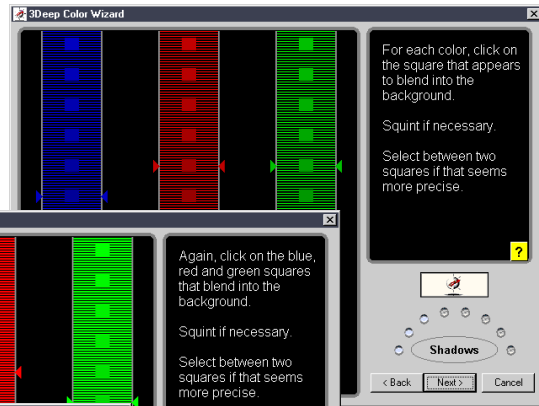 3Deep Color Wizard
For each color, click on
the square that appears
to blend into the
background.
Squint if necessary.
Select between two
squares if that seems
more precise.
?
Shadows
< Back
Next >
Cancel
Again, click on the blue,
red and green squares
that blend into the
background.
Squint if necessary.
Select between two
squares if that seems
more precise.